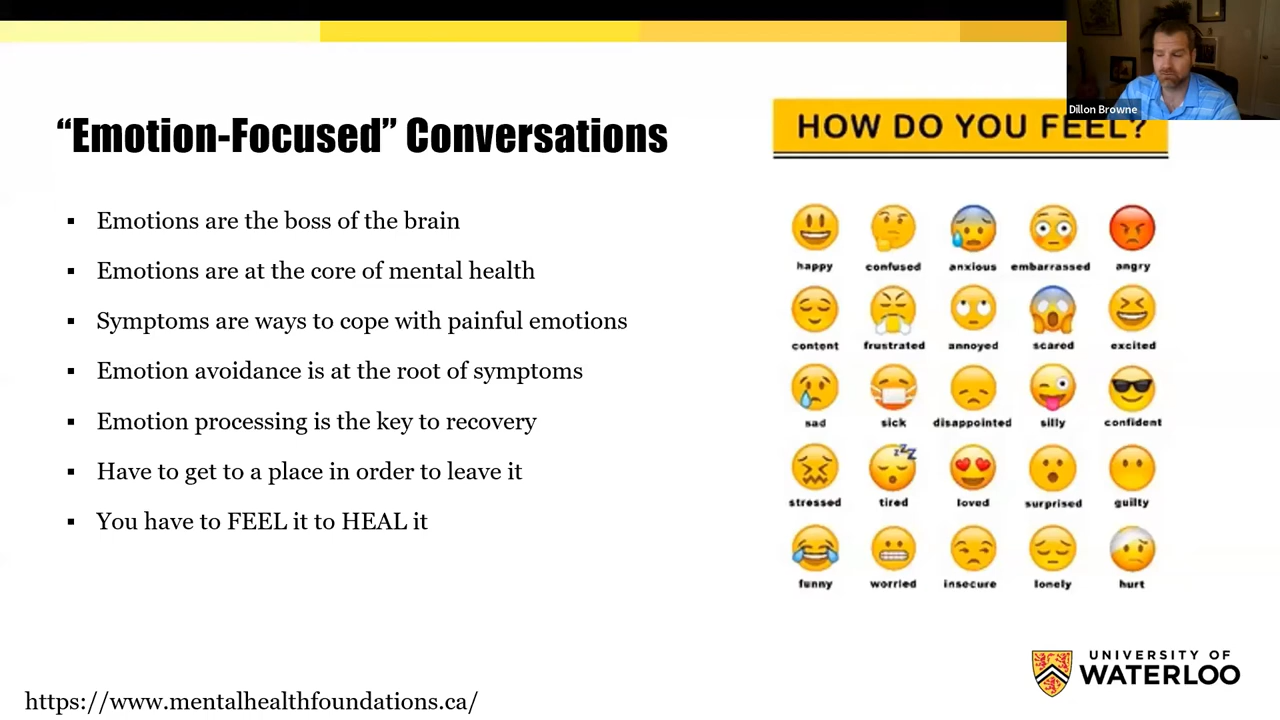 Dillon Browne
"Emotion-Focused" Conversations
HOW DO YOU FEEL?
▪ Emotions are the boss of the brain
▪ Emotions are at the core of mental health
▪ Symptoms are ways to cope with painful emotions
▪ Emotion avoidance is at the root of symptoms
▪ Emotion processing is the key to recovery
▪ Have to get to a place in order to leave it
▪ You have to FEEL it to HEAL it
happy confused anxious embarrassed angry
content frustrated annoyed scared excited
sad sick disappointed silly confident
zzz
stressed tired loved surprised guilty
funny worried insecure lonely hurt
UNIVERSITY OF
WATERLOO
https://www.mentalhealthfoundations.ca/